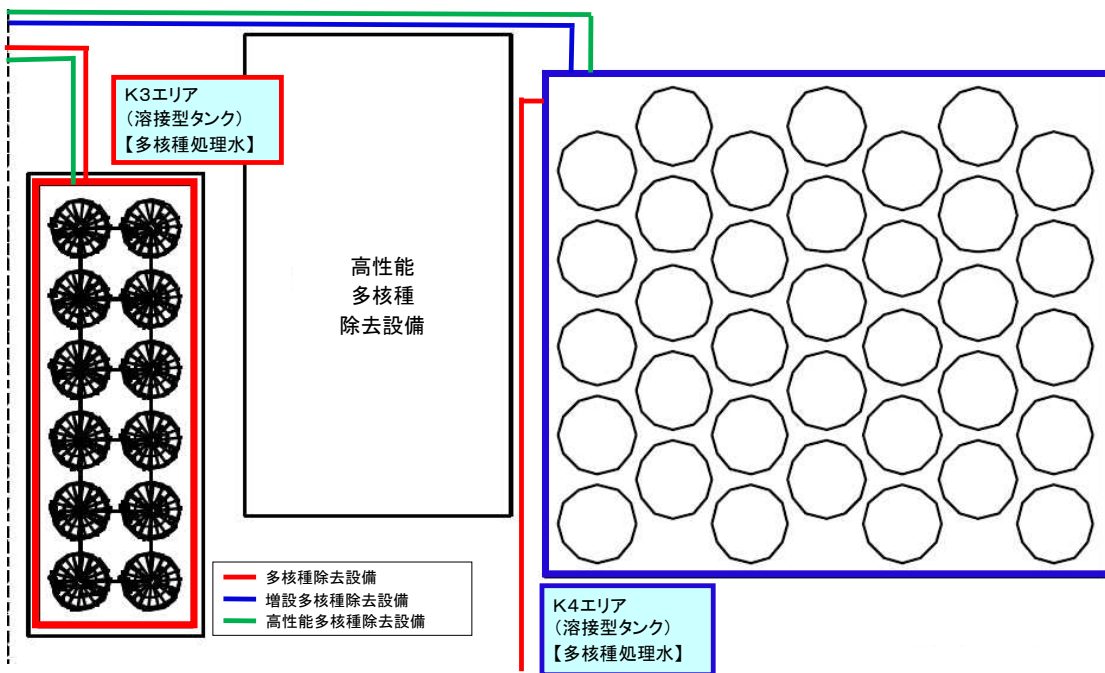 K3エリア
(溶接型タンク)
【多核種処理水】
高性能
多核種
除去設備
多核種除去設備
増設多核種除去設備
高性能多核種除去設備
K4エリア
(溶接型タンク)
【多核種処理水】